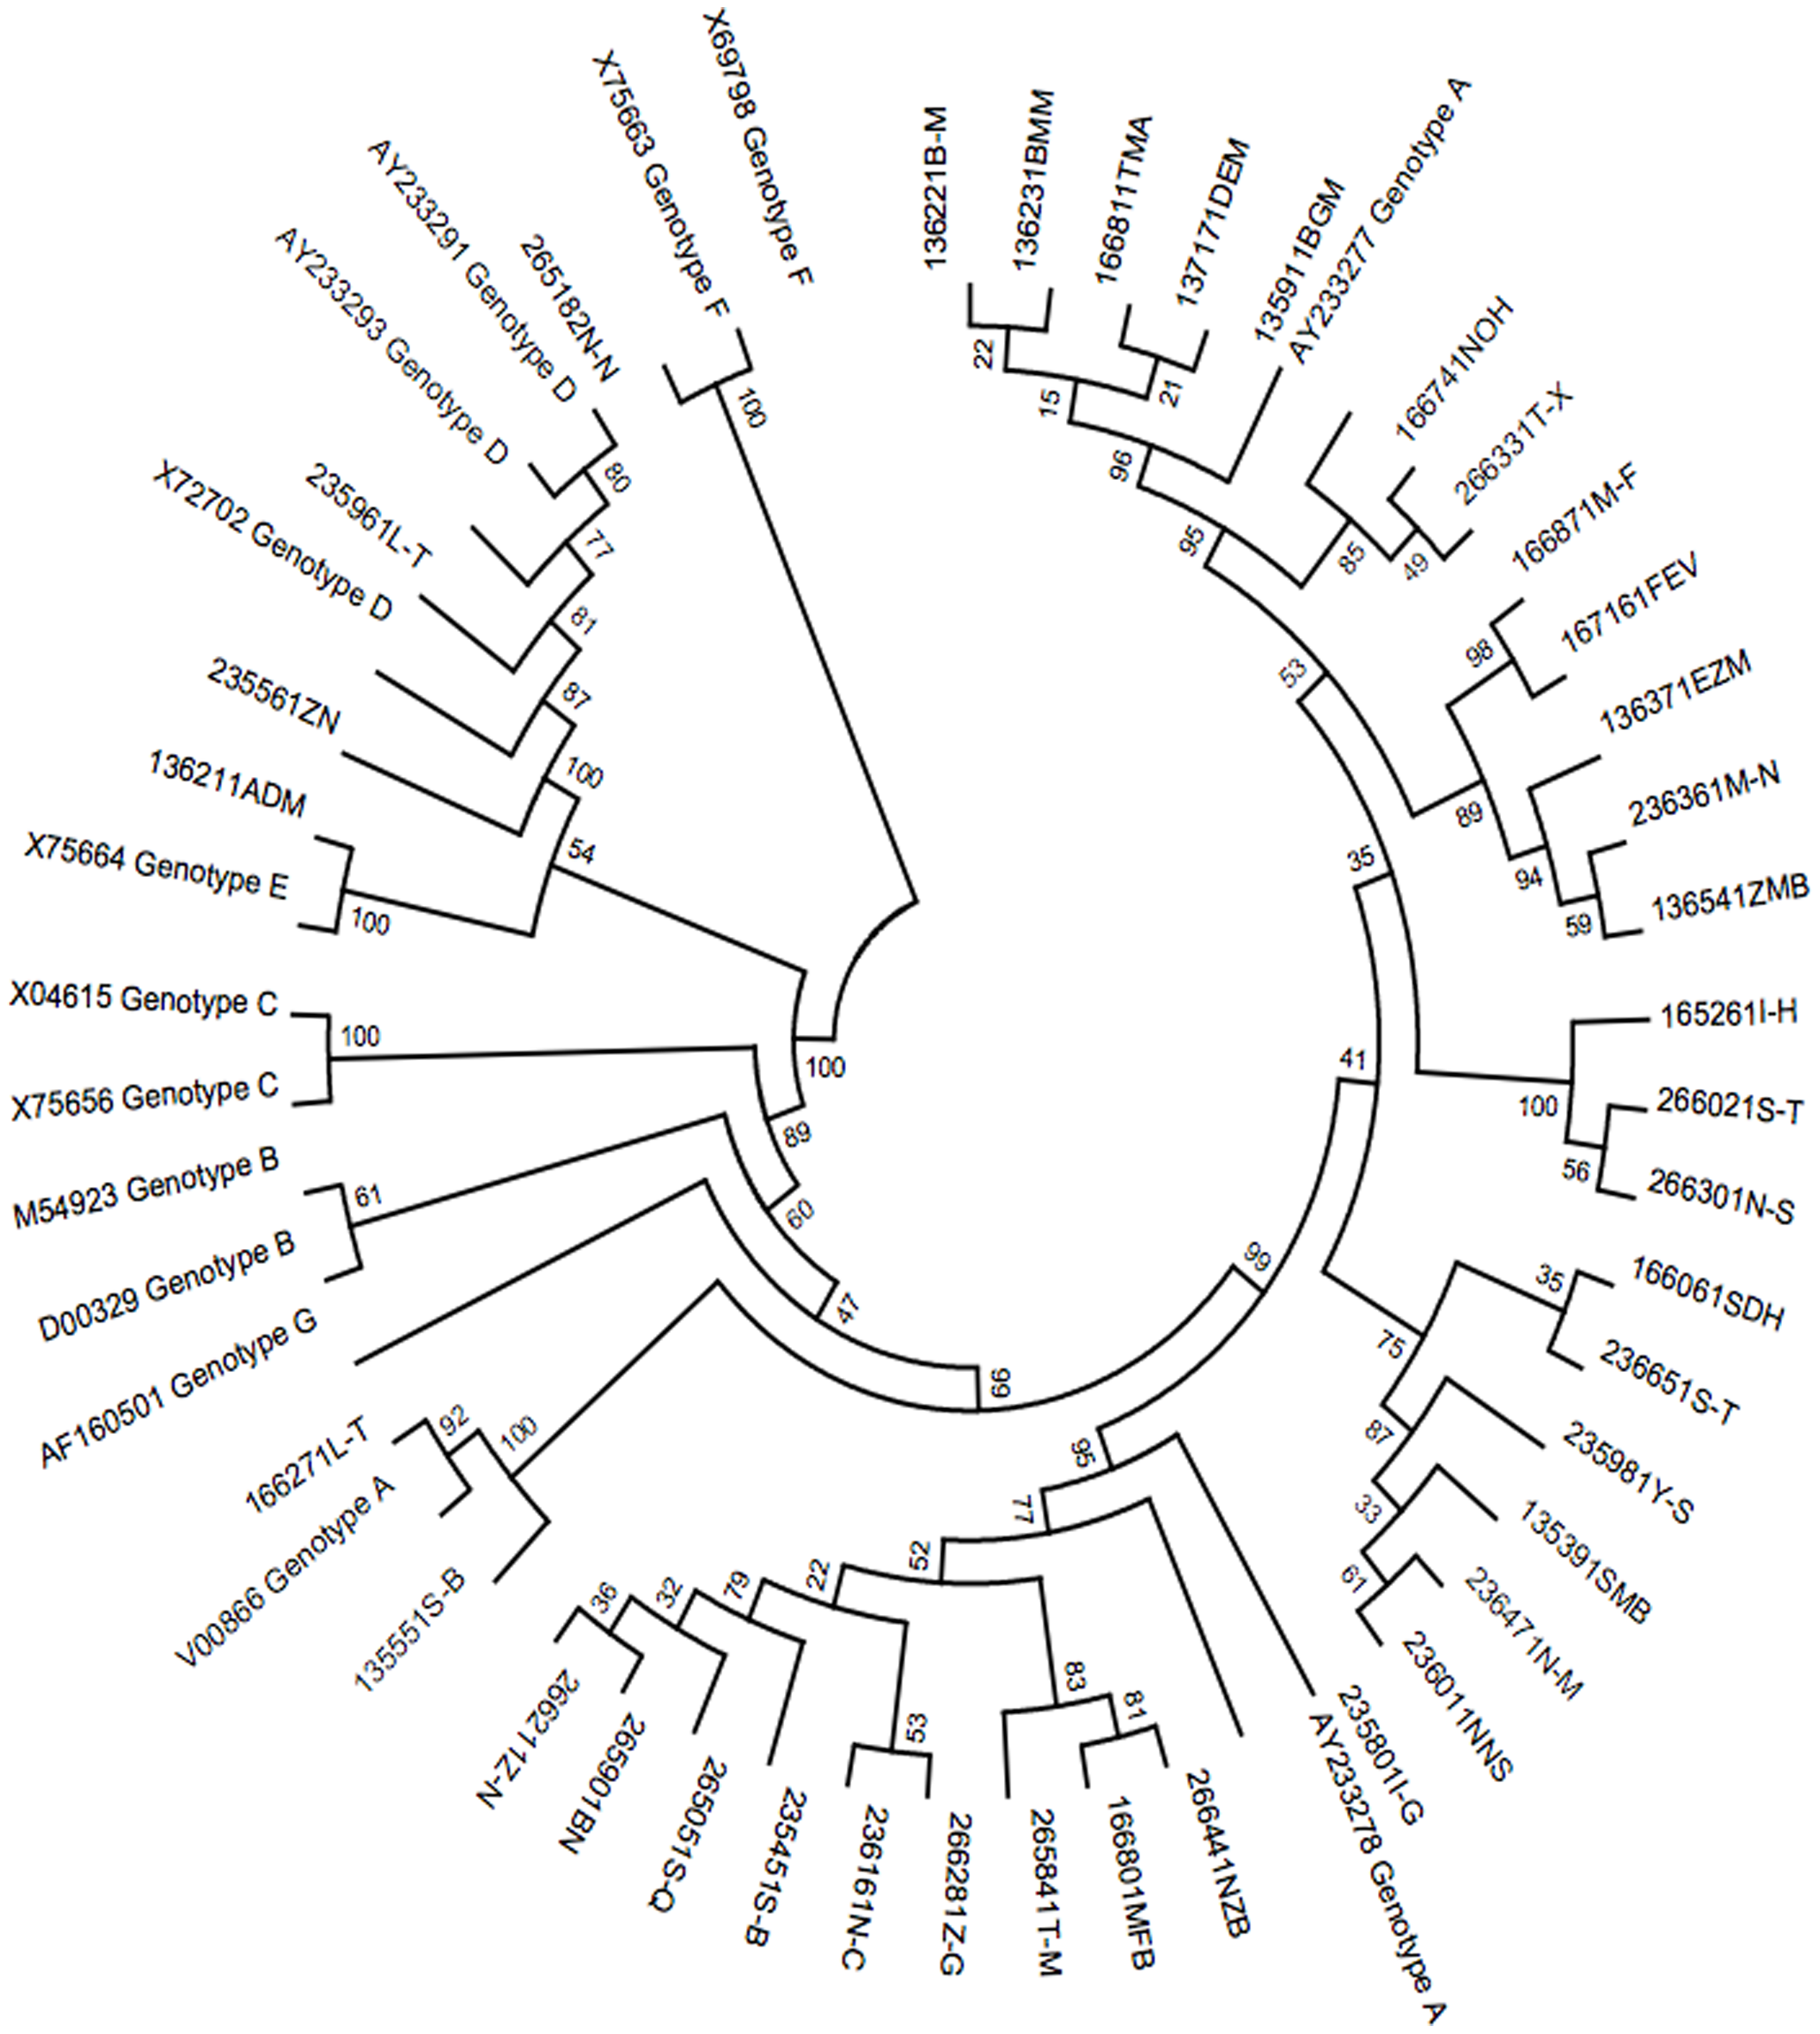 136221B-M
136231BMM
166811TMA
137171DEM
135911BGM
AY233277 Genotype A
166741NOH
266331T-X
166871M-F
167161FEV
136371EZM
236361M-N
136541ZMB
165261I-H
266021S-T
266301N-S
166061SDH
236651S-T
235981Y-S
135391SMB
236471N-M
236011NNS
235801I-G
AY233278 Genotype A
266441NZB
166801MFB
265841T-M
266281Z-G
236161N-C
235451S-B
265051S-Q
265901BN
266211Z-N
135551S-B
V00866 Genotype A
166271L-T
AF160501 Genotype G
D00329 Genotype B
M54923 Genotype B
X75656 Genotype C
X04615 Genotype C
X75664 Genotype E
136211ADM
235561ZN
X72702 Genotype D
235961L-T
AY233293 Genotype D
AY233291 Genotype D
265182N-N
X75663 Genotype F
X69798 Genotype F
22
21
15
96
95
85
49
53
98
89
94
59
35
100
56
41
35
75
87
33
61
99
95
77
52
83
81
22
53
79
32
36
99
100
92
47
60
61
89
100
100
54
100
100
87
81
77
80
100